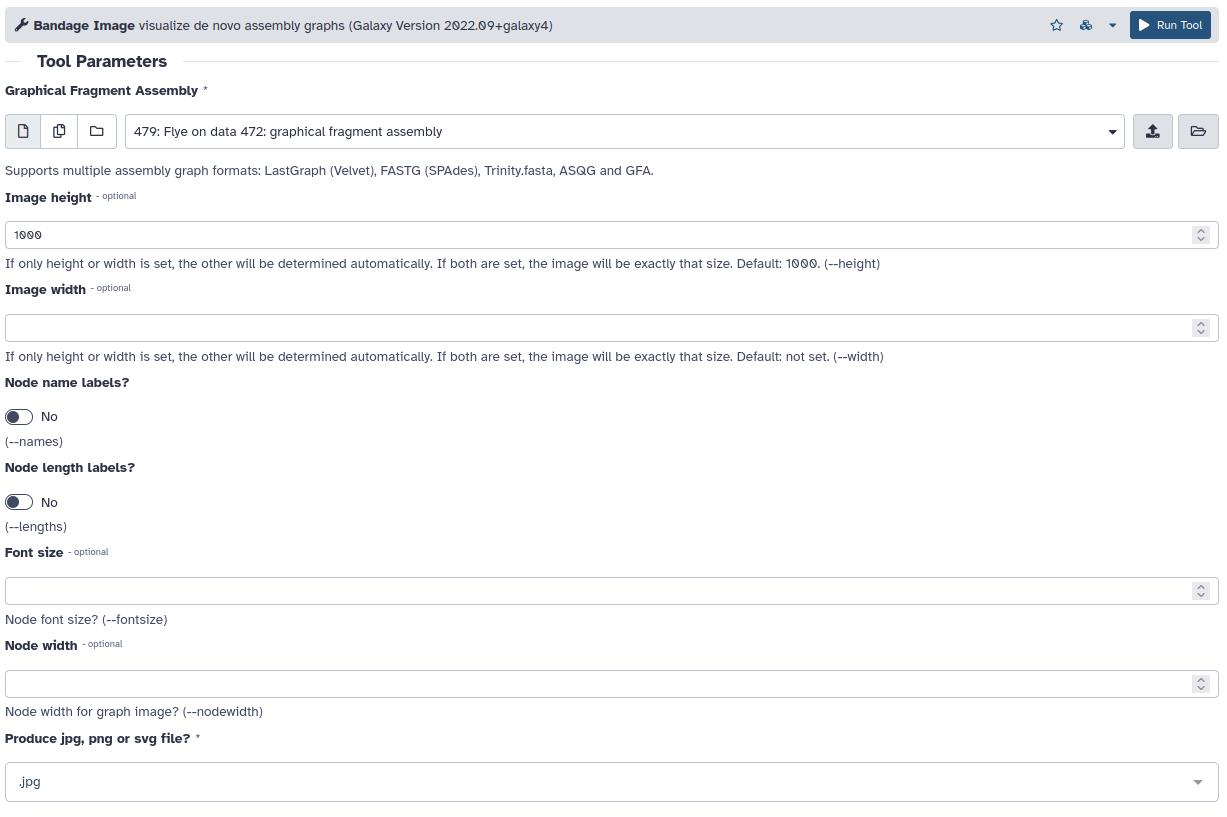 Bandage Image visualize de novo assembly graphs (Galaxy Version 2022.09+galaxy4)
Run Tool
Tool Parameters
Graphical Fragment Assembly *
479: Flye on data 472: graphical fragment assembly
Supports multiple assembly graph formats: LastGraph (Velvet), FASTG (SPAdes), Trinity.fasta, ASQG and GFA.
Image height - optional
1000
If only height or width is set, the other will be determined automatically. If both are set, the image will be exactly that size. Default: 1000. (--height)
Image width - optional
If only height or width is set, the other will be determined automatically. If both are set, the image will be exactly that size. Default: not set. (--width)
Node name labels?
No
(--names)
Node length labels?
No
(--lengths)
Font size - optional
Node font size? (--fontsize)
Node width - optional
Node width for graph image? (--nodewidth)
Produce jpg, png or svg file? *
.jpg